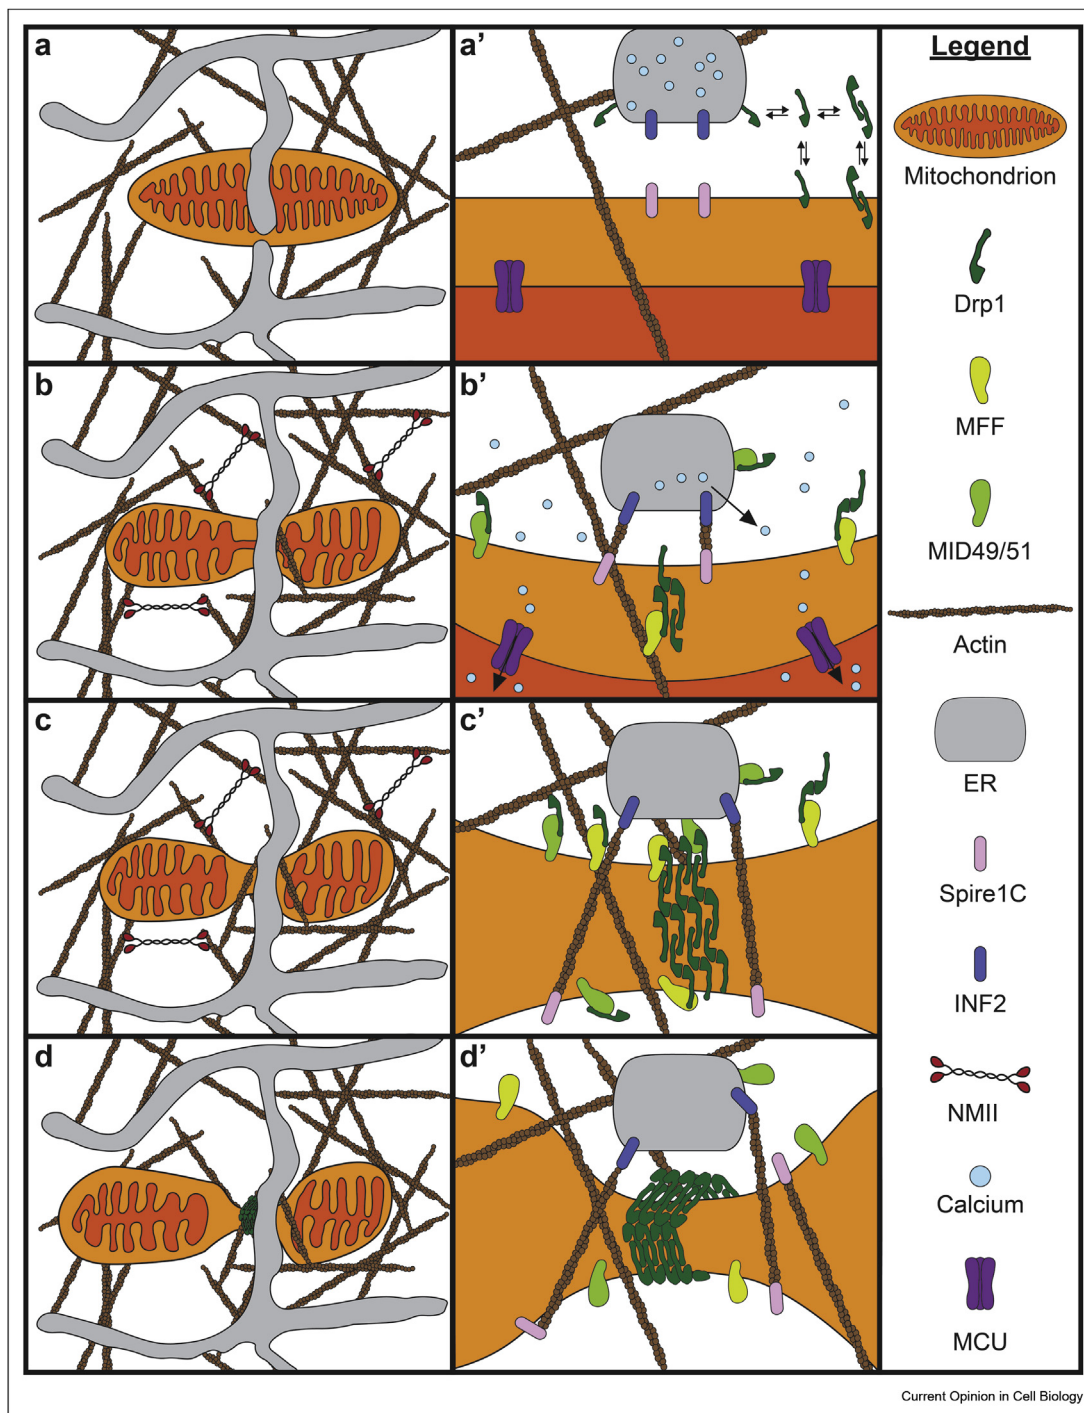 a
a'
Legend
Mitochondrion
Drp1
b
b'
MFF
MID49/51
Actin
c
c'
ER
Spire1C
INF2
d
d'
NMII
Calcium
MCU
Current Opinion in Cell Biology